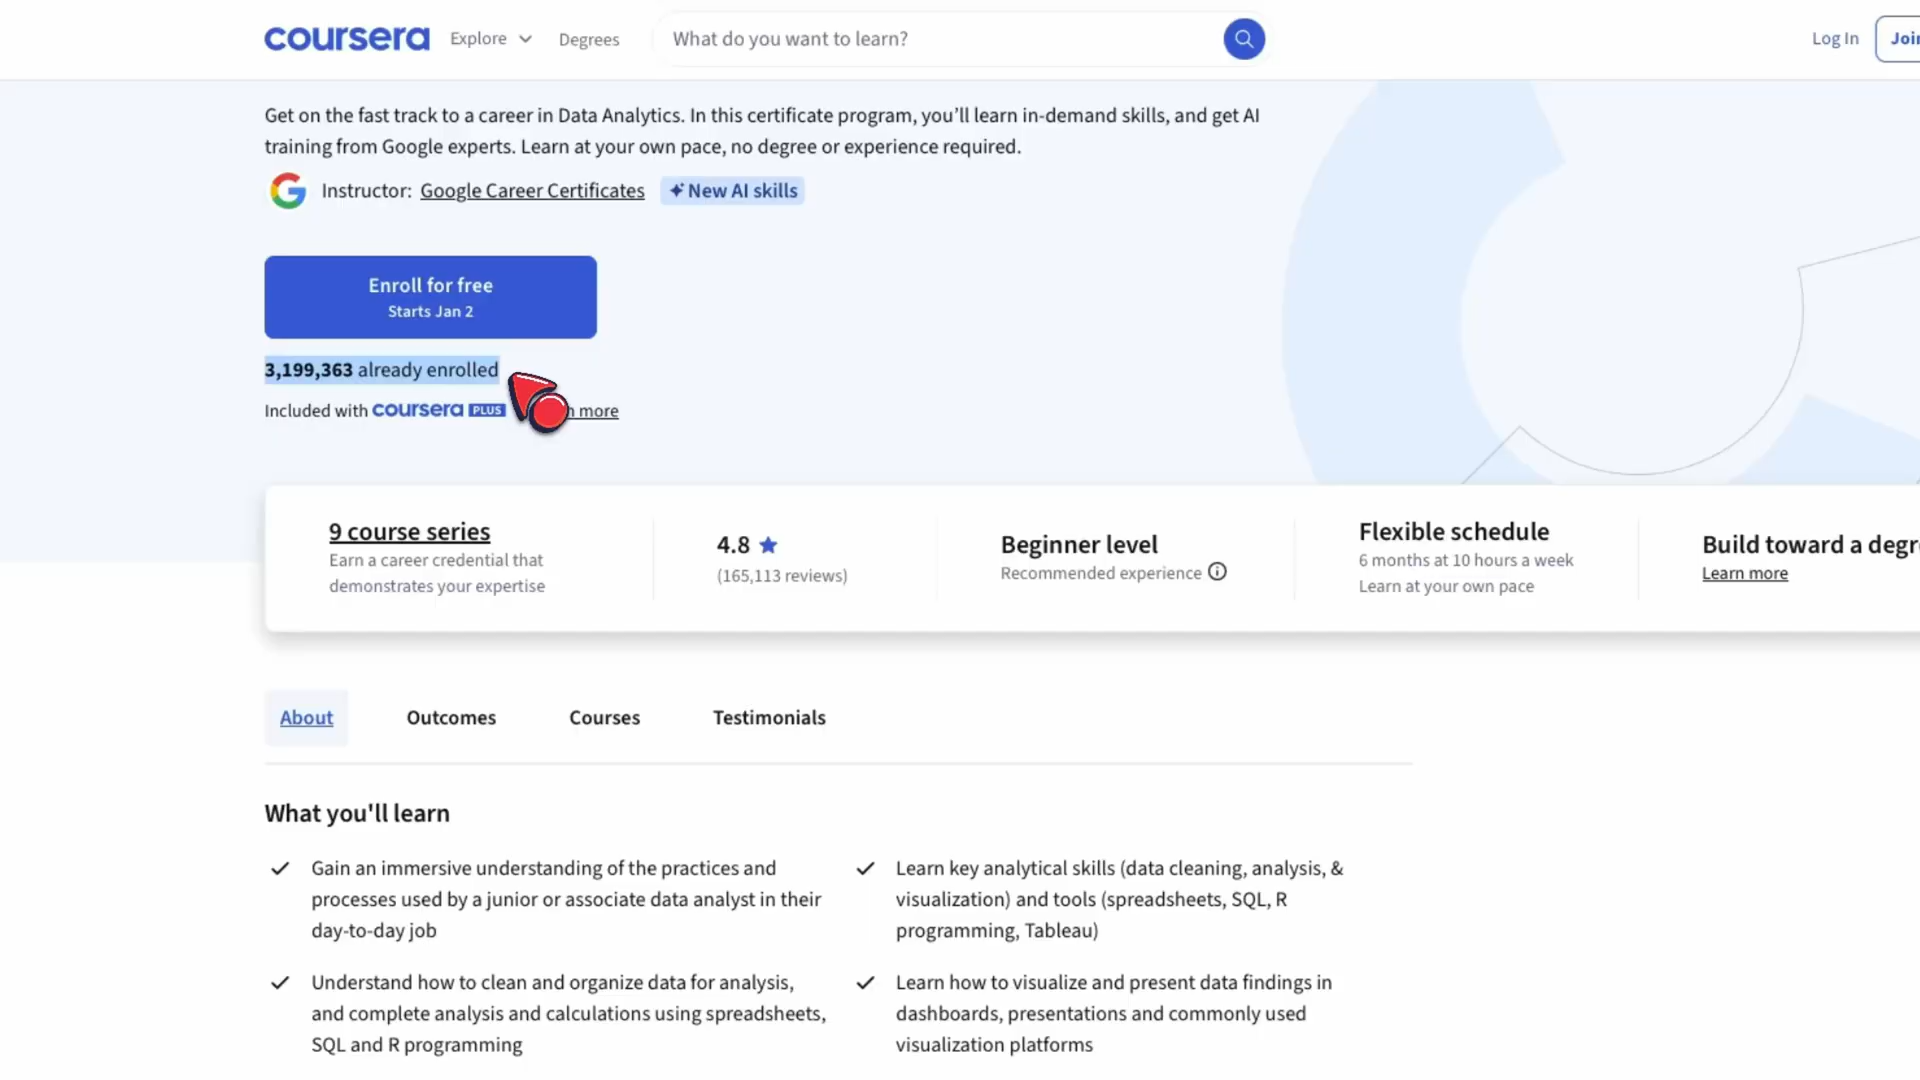 coursera Explore Degrees What do you want to learn? Log In
Get on the fast track to a career in Data Analytics. In this certificate program, you’ll learn in-demand skills, and get AI
training from Google experts. Learn at your own pace, no degree or experience required.
Instructor: Google Career Certificates New AI skills
Enroll for free
Starts Jan 2
3,199,363 already enrolled
Included with coursera PLUS more
9 course series
Earn a career credential that
demonstrates your expertise
4.8
(165,113 reviews)
Beginner level
Recommended experience
Flexible schedule
6 months at 10 hours a week
Learn at your own pace
Build toward a
Learn more
About Outcomes Courses Testimonials
What you'll learn
Gain an immersive understanding of the practices and
processes used by a junior or associate data analyst in their
day-to-day job
Learn key analytical skills (data cleaning, analysis, &
visualization) and tools (spreadsheets, SQL, R
programming, Tableau)
Understand how to clean and organize data for analysis,
and complete analysis and calculations using spreadsheets,
SQL and R programming
Learn how to visualize and present data findings in
dashboards, presentations and commonly used
visualization platforms